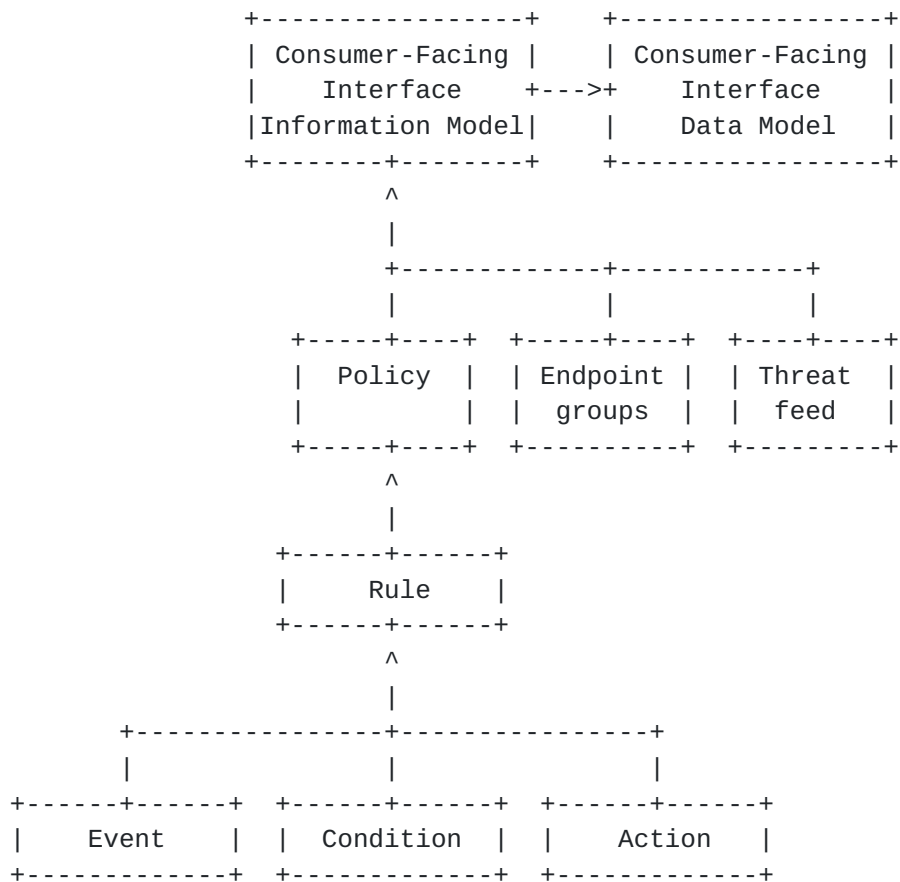 Consumer-Facing Consumer-Facing
Interface Interface
Information Model Data Model
Policy Endpoint Threat
groups feed
Rule
Event Condition Action